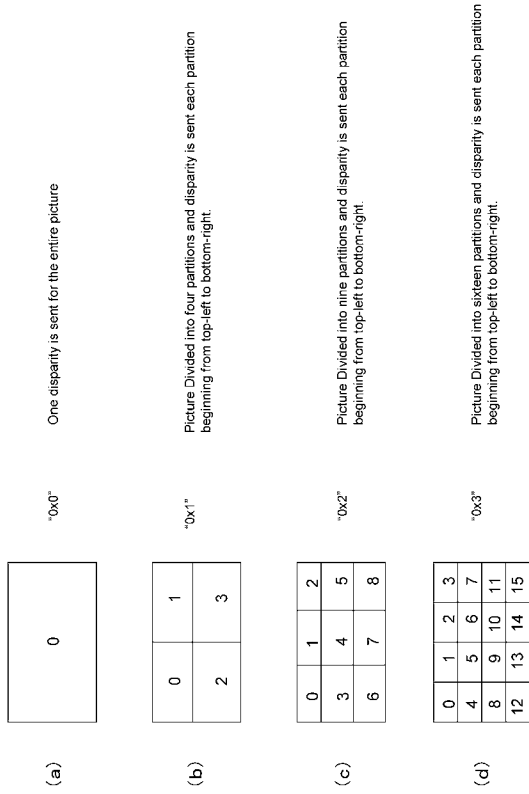 (a)
0
"0x0"
One disparity is sent for the entire picture
(b)
0 1
2 3
"0x1"
Picture Divided into four partitions and disparity is sent each partition
beginning from top-left to bottom-right.
(c)
0 1 2
3 4 5
6 7 8
"0x2"
Picture Divided into nine partitions and disparity is sent each partition
beginning from top-left to bottom-right.
(d)
0 1 2 3
4 5 6 7
8 9 10 11
12 13 14 15
"0x3"
Picture Divided into sixteen partitions and disparity is sent each partition
beginning from top-left to bottom-right.